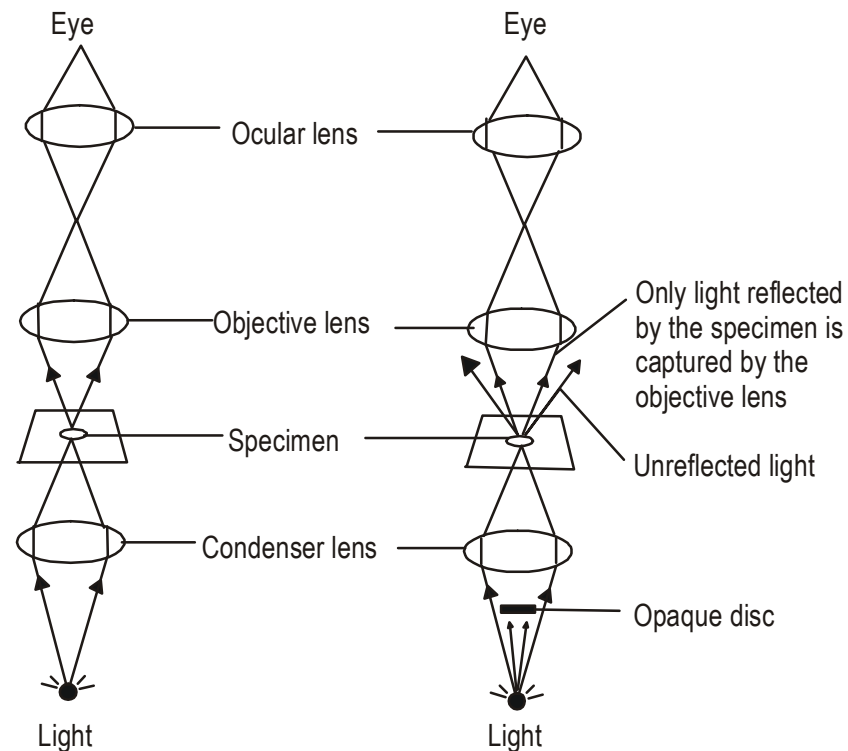 Eye
Eye
Ocular lens
Objective lens
Only light reflected
by the specimen is
captured by the
objective lens
Specimen
Unreflected light
Condenser lens
Opaque disc
Light
Light